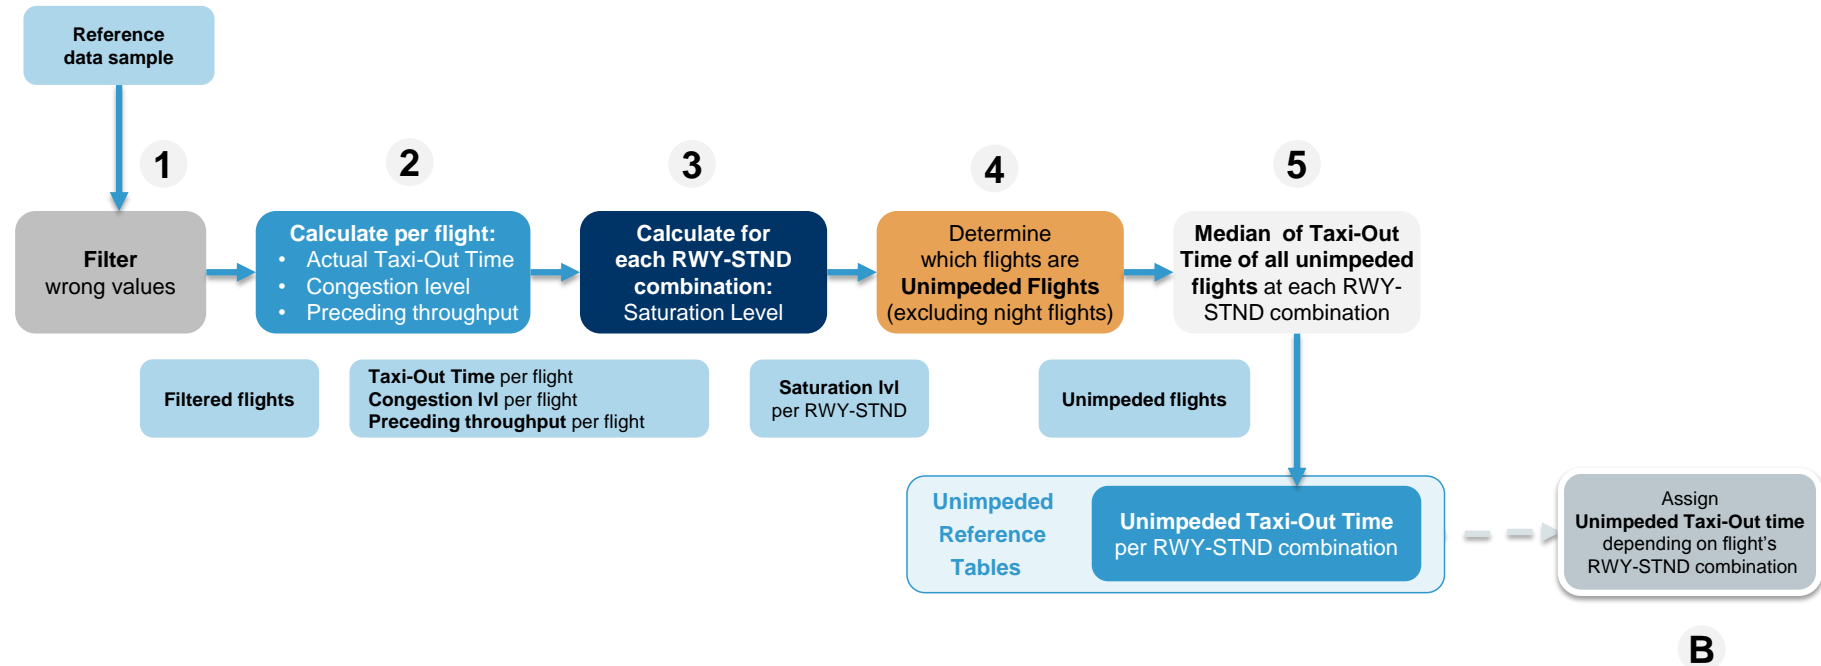 Reference
data sample
1
2
3
4
5
Filter
wrong values
Calculate per flight:
• Actual Taxi-Out Time
• Congestion level
• Preceding throughput
Calculate for
each RWY-STND
combination:
Saturation Level
Determine
which flights are
Unimpeded Flights
(excluding night flights)
Median of Taxi-Out
Time of all unimpeded
flights at each RWY-
STND combination
Filtered flights
Taxi-Out Time per flight
Congestion lvl per flight
Preceding throughput per flight
Saturation lvl
per RWY-STND
Unimpeded flights
Unimpeded
Reference
Tables
Unimpeded Taxi-Out Time
per RWY-STND combination
Assign
Unimpeded Taxi-Out time
depending on flight's
RWY-STND combination
B